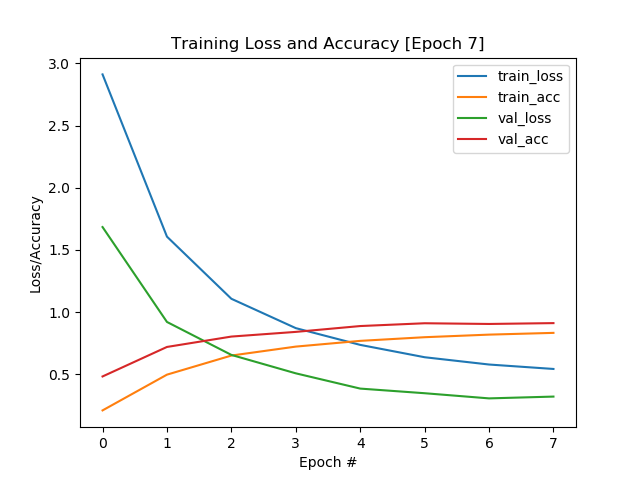 Training Loss and Accuracy [Epoch 7]
3.0
2.5
2.0
1.5
1.0
0.5
Loss/Accuracy
train_loss
train_acc
val_loss
val_acc
0 1 2 3 4 5 6 7
Epoch #